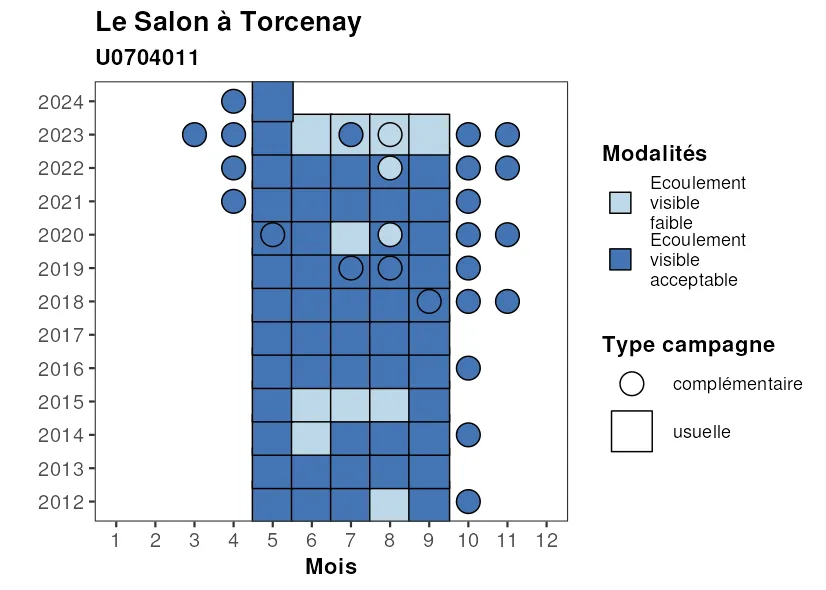 Le Salon à Torcenay
U0704011
2024
2023
2022
2021
2020
2019
2018
2017
2016
2015
2014
2013
2012
1 2 3 4 5 6 7 8 9 10 11 12
Mois
Modalités
Ecoulement
visible
faible
Ecoulement
visible
acceptable
Type campagne
complémentaire
usuelle